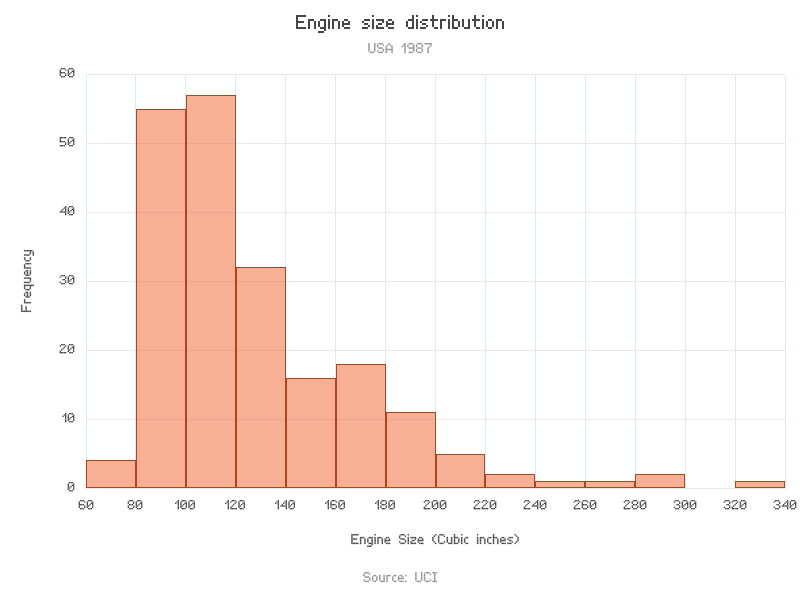 Engine size distribution
USA 1987
60
50
40
30
20
10
0
Frequency
60 80 100 120 140 160 180 200 220 240 260 280 300 320 340
Engine Size (Cubic inches)
Source: UCI